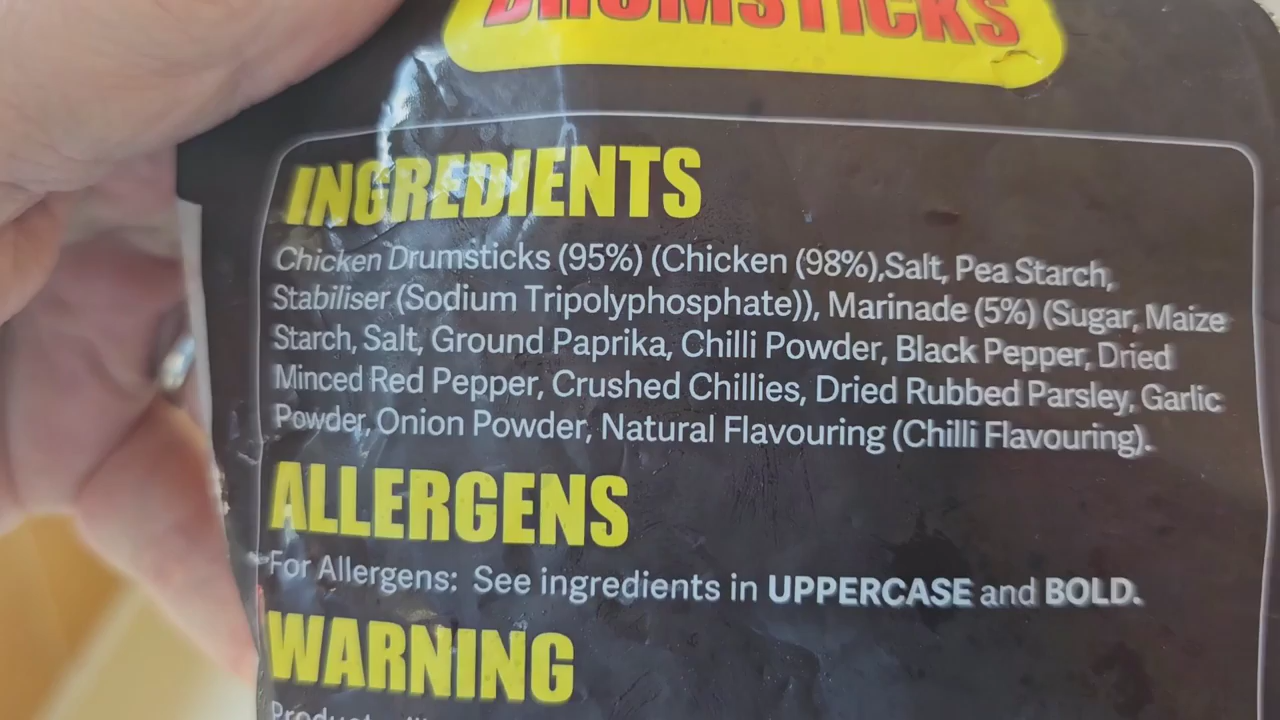 DRUMSTICKS
INGREDIENTS
Chicken Drumsticks (95%) (Chicken (98%),Salt, Pea Starch,
Stabiliser (Sodium Tripolyphosphate)), Marinade (5%) (Sugar, Maize
Starch, Salt, Ground Paprika, Chilli Powder, Black Pepper, Dried
Minced Red Pepper, Crushed Chillies, Dried Rubbed Parsley, Garlic
Powder, Onion Powder, Natural Flavouring (Chilli Flavouring).
ALLERGENS
For Allergens: See ingredients in UPPERCASE and BOLD.
WARNING